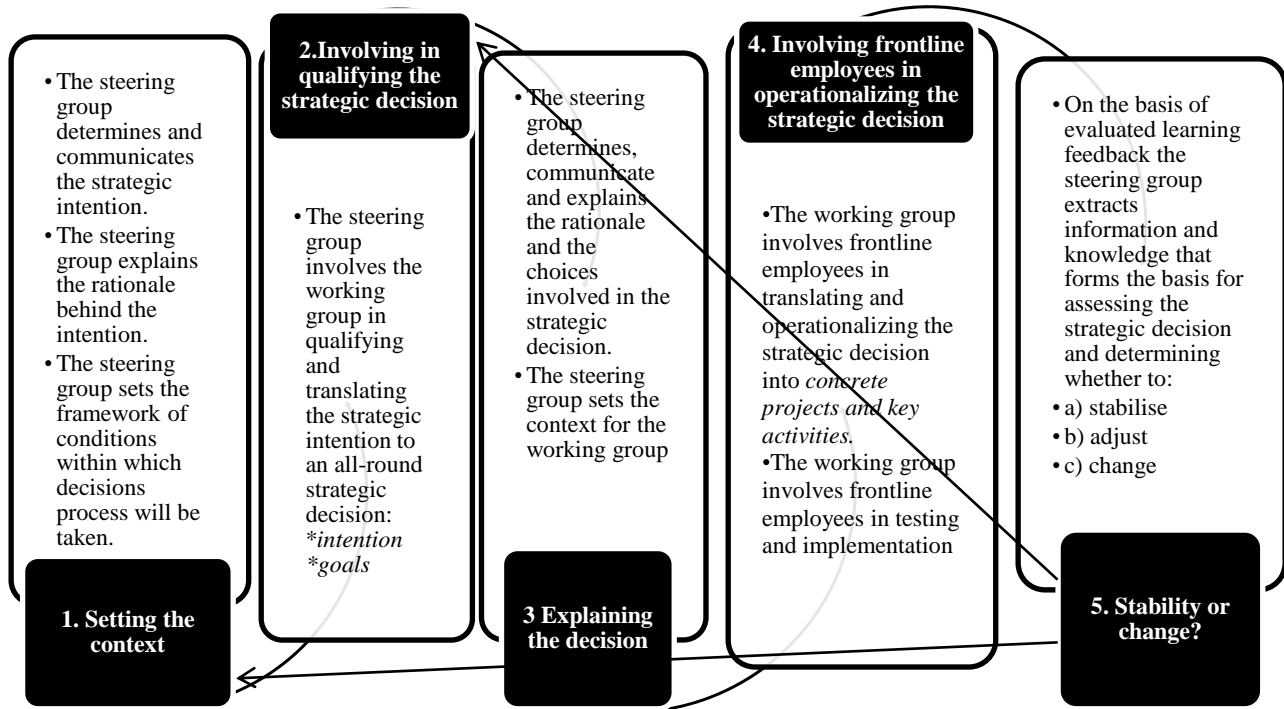 • The steering
group
determines and
communicates
the strategic
intention.
• The steering
group explains
the rationale
behind the
intention.
• The steering
group sets the
framework of
conditions
within which
decisions
process will be
taken.
1. Setting the
context
2.Involving in
qualifying the
strategic decision
• The steering
group
involves the
working
group in
qualifying
and
translating
the strategic
intention to
an all-round
strategic
decision:
*intention
*goals
• The steering
group
determines,
communicate
and explains
the rationale
and the
choices
involved in the
strategic
decision.
• The steering
group sets the
context for the
working group
3 Explaining
the decision
4. Involving frontline
employees in
operationalizing the
strategic decision
•The working group
involves frontline
employees in
translating and
operationalizing the
strategic decision
into concrete
projects and key
activities.
•The working group
involves frontline
employees in testing
and implementation
• On the basis of
evaluated learning
feedback the
steering group
extracts
information and
knowledge that
forms the basis for
assessing the
strategic decision
and determining
whether to:
• a) stabilise
• b) adjust
• c) change
5. Stability or
change?